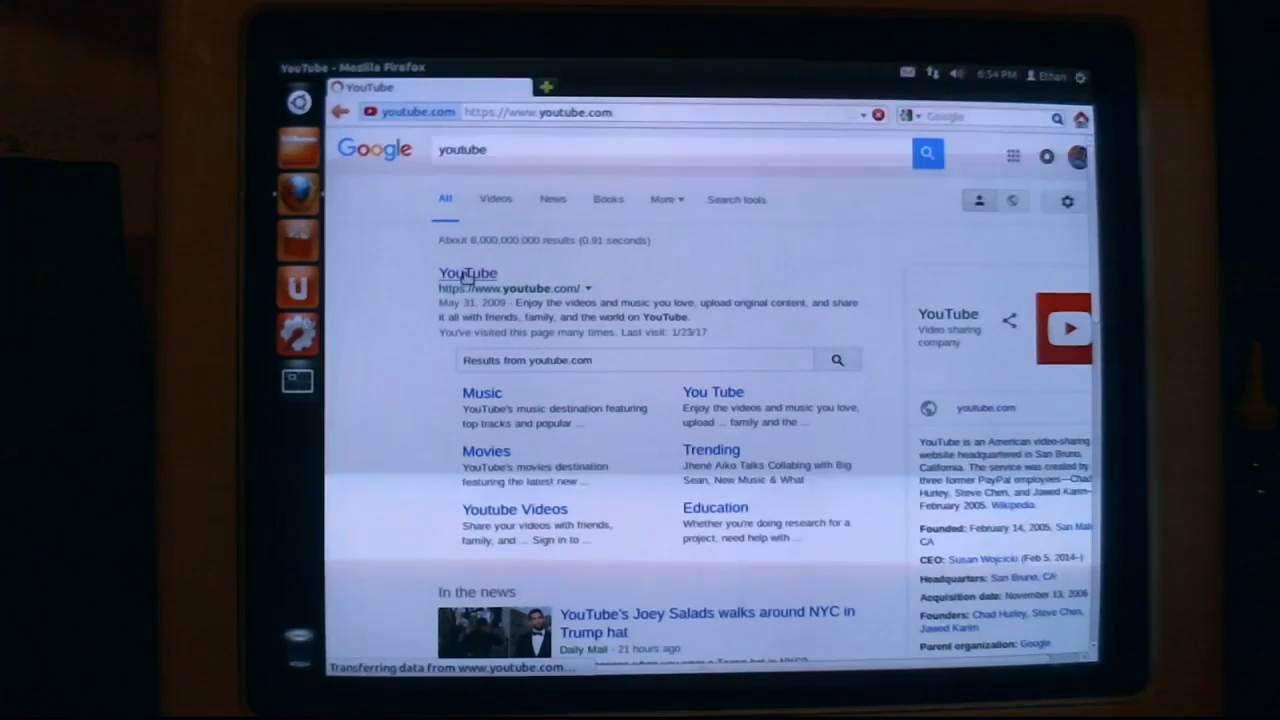 YouTube - Mozilla Firefox
6:54 PM Ethan
YouTube
youtube.com https://www.youtube.com
Google
Google youtube
All Videos News Books More Search tools
About 8,000,000,000 results (0.91 seconds)
YouTube
https://www.youtube.com/
May 31, 2009 - Enjoy the videos and music you love, upload original content, and share
it all with friends, family, and the world on YouTube.
You've visited this page many times. Last visit: 1/23/17
Results from youtube.com
Music
YouTube's music destination featuring
top tracks and popular ...
You Tube
Enjoy the videos and music you love,
upload ... family and the ...
Movies
YouTube's movies destination
featuring the latest new ...
Trending
Jhené Aiko Talks Collabing with Big
Sean, New Music & What
Youtube Videos
Share your videos with friends,
family, and ... Sign in to ...
Education
Whether you're doing research for a
project, need help with ...
In the news
YouTube's Joey Salads walks around NYC in
Trump hat
Daily Mail - 21 hours ago
YouTube
Video sharing
company
youtube.com
YouTube is an American video-sharing
website headquartered in San Bruno,
California. The service was created by
three former PayPal employees—Chad
Hurley, Steve Chen, and Jawed Karim—
February 2005. Wikipedia
Founded: February 14, 2005, San Mat
CA
CEO: Susan Wojcicki (Feb 5, 2014–)
Headquarters: San Bruno, CA
Acquisition date: November 13, 2006
Founders: Chad Hurley, Steve Chen,
Jawed Karim
Parent organization: Google
Transferring data from www.youtube.com...